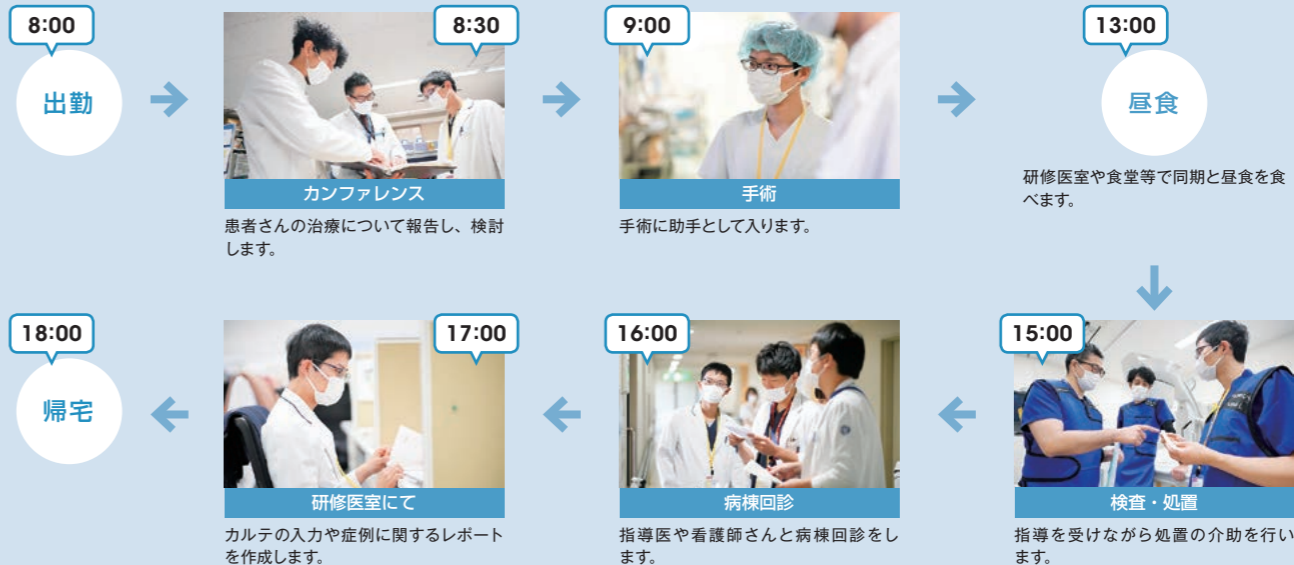 8:00
出勤
8:30
カンファレンス
患者さんの治療について報告し、検討
します。
9:00
手術
手術に助手として入ります。
13:00
昼食
研修医室や食堂等で同期と昼食を食
べます。
15:00
検査・処置
指導を受けながら処置の介助を行い
ます。
16:00
病棟回診
指導医や看護師さんと病棟回診をし
ます。
17:00
研修医室にて
カルテの入力や症例に関するレポート
を作成します。
18:00
帰宅